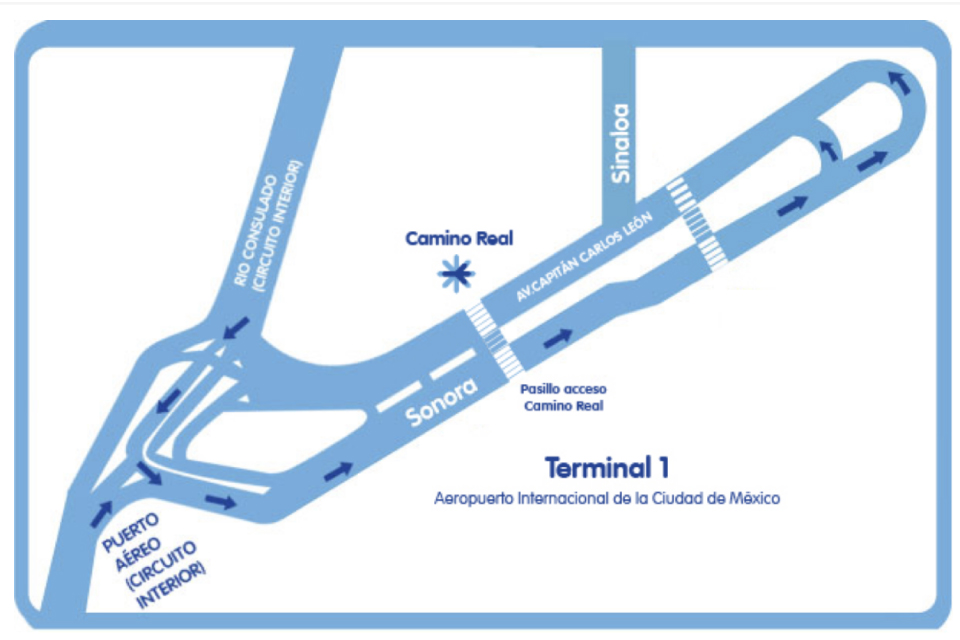 Sinaloa
RIO CONSULADO
(CIRCUITO INTERIOR)
Camino Real
AV.CAPITÁN CARLOS LEÓN
Sonora
Pasillo acceso
Camino Real
Terminal 1
Aeropuerto Internacional de la Ciudad de México
PUERTO
AÉREO
(CIRCUITO
INTERIOR)